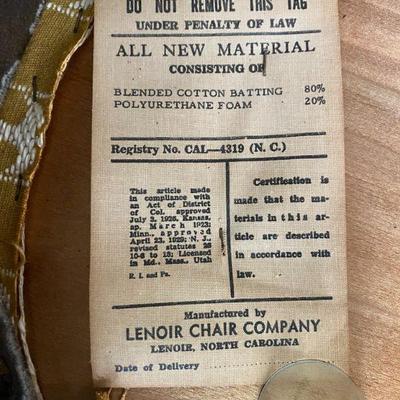 DO NOT REMOVE THIS TAG
UNDER PENALTY OF LAW
ALL NEW MATERIAL
CONSISTING OF
BLENDED COTTON BATTING 80%
POLYURETHANE FOAM 20%
Registry No. CAL—4319 (N. C.)
This article made
in compliance with
an Act of District
of Col. approved
July 3, 1926, Kansas,
ap. March 1923;
Minn., approved
April 23, 1929; N. J.,
revised statutes 26
10-6 to 18; Licensed
in Md., Mass., Utah
R. I. and Pa.
Certification is
made that the ma-
terials in this ar-
ticle are described
in accordance with
law.
Manufactured by
LENOIR CHAIR COMPANY
LENOIR, NORTH CAROLINA
Date of Delivery